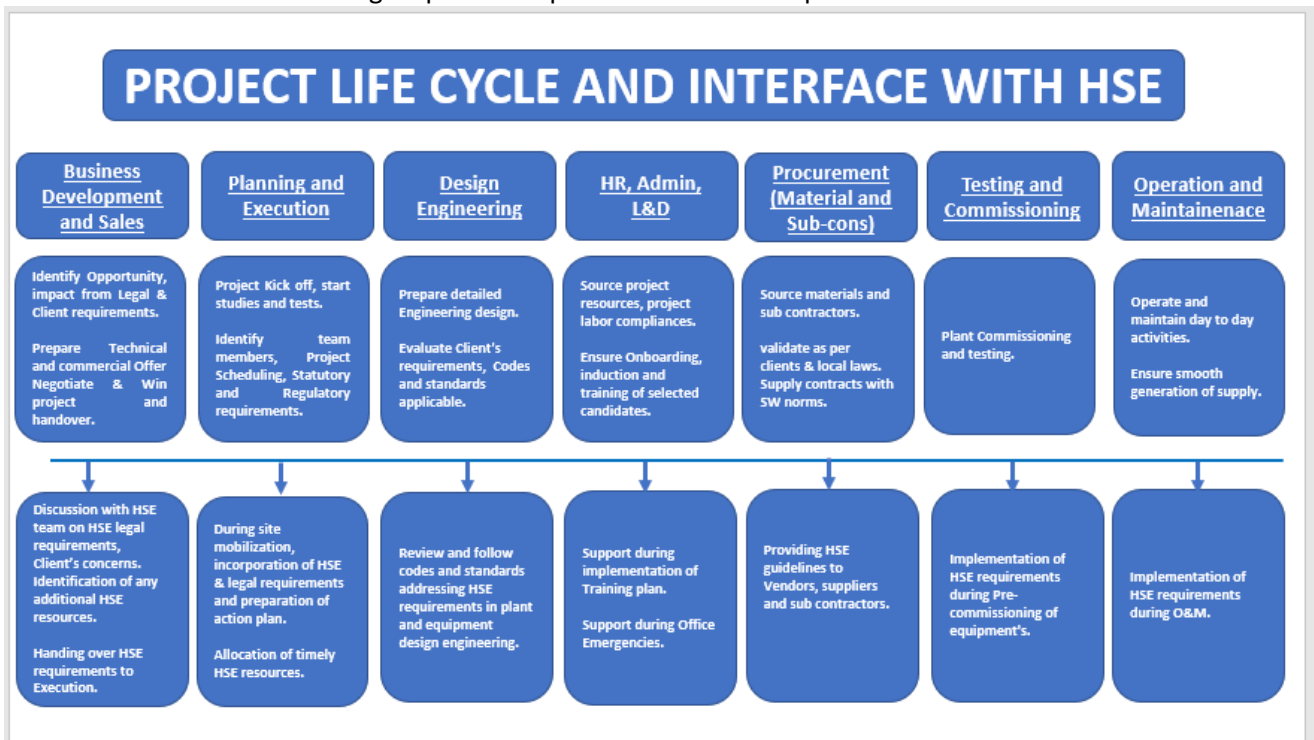 PROJECT LIFE CYCLE AND INTERFACE WITH HSE
Business
Development
and Sales
Planning and
Execution
Design
Engineering
HR, Admin,
L&D
Procurement
(Material and
Sub-cons)
Testing and
Commissioning
Operation and
Maintainenace
Identify Opportunity,
impact from Legal &
Client requirements.
Prepare Technical
and commercial Offer
Negotiate & Win
project and
handover.
Project Kick off, start
studies and tests.
Identify team
members, Project
Scheduling, Statutory
and Regulatory
requirements.
Prepare detailed
Engineering design.
Evaluate Client's
requirements, Codes
and standards
applicable.
Source project
resources, project
labor compliances.
Ensure Onboarding,
induction and
training of selected
candidates.
Source materials and
sub contractors.
validate as per
clients & local laws.
Supply contracts with
SW norms.
Plant Commissioning
and testing.
Operate and
maintain day to day
activities.
Ensure smooth
generation of supply.
Discussion with HSE
team on HSE legal
requirements,
Client's concerns.
Identification of any
additional HSE
resources.
Handing over HSE
requirements to
Execution.
During site
mobilization,
incorporation of HSE
& legal requirements
and preparation of
action plan.
Allocation of timely
HSE resources.
Review and follow
codes and standards
addressing HSE
requirements in plant
and equipment
design engineering.
Support during
implementation of
Training plan.
Support during Office
Emergencies.
Providing HSE
guidelines to
Vendors, suppliers
and sub contractors.
Implementation of
HSE requirements
during Pre-
commissioning of
equipment's.
Implementation of
HSE requirements
during O&M.